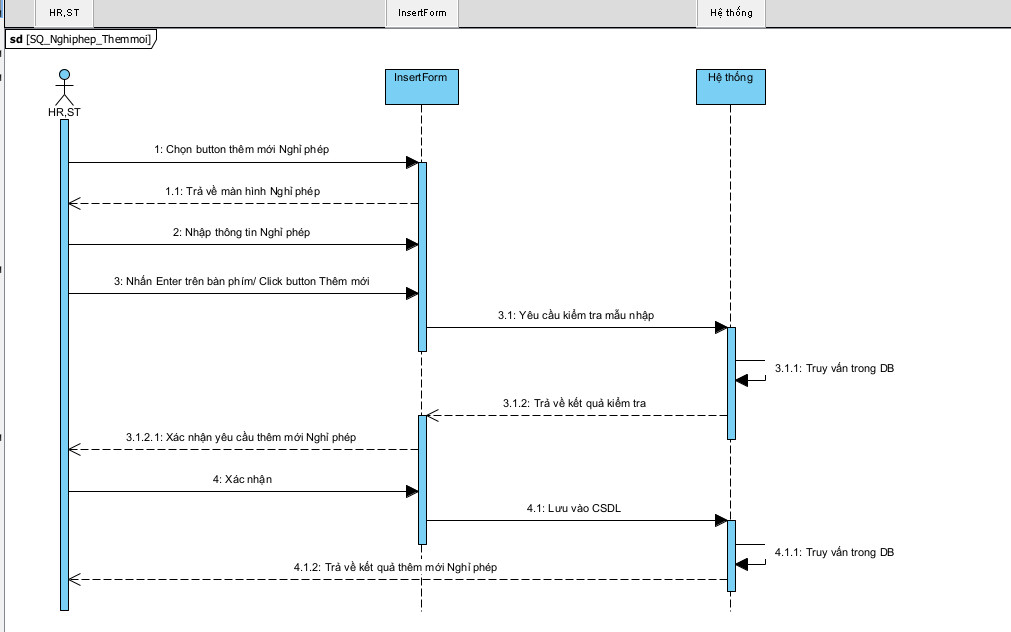 HR,ST
InsertForm
Hệ thống
sd [SQ_Nghiphep_Themmoi]
InsertForm
Hệ thống
HR,ST
1: Chọn button thêm mới Nghỉ phép
1.1: Trả về màn hình Nghỉ phép
2: Nhập thông tin Nghỉ phép
3: Nhấn Enter trên bàn phím/ Click button Thêm mới
3.1: Yêu cầu kiểm tra mẫu nhập
3.1.1: Truy vấn trong DB
3.1.2: Trả về kết quả kiểm tra
3.1.2.1: Xác nhận yêu cầu thêm mới Nghỉ phép
4: Xác nhận
4.1: Lưu vào CSDL
4.1.1: Truy vấn trong DB
4.1.2: Trả về kết quả thêm mới Nghỉ phép